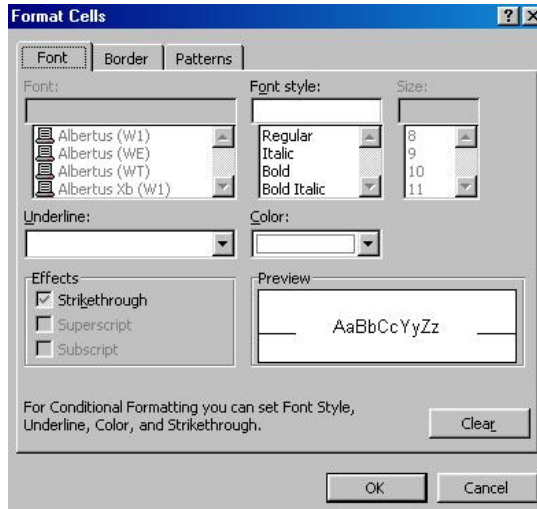 Format Cells
Font Border Patterns
Font: Font style: Size:
Albertus (W1) Regular 8
Albertus (WE) Italic 9
Albertus (WT) Bold 10
Albertus Xb (W1) Bold Italic 11
Underline: Color:
Effects Preview
Strikethrough
Superscript AaBbCcYyZz
Subscript
For Conditional Formatting you can set Font Style,
Underline, Color, and Strikethrough. Clear
OK Cancel